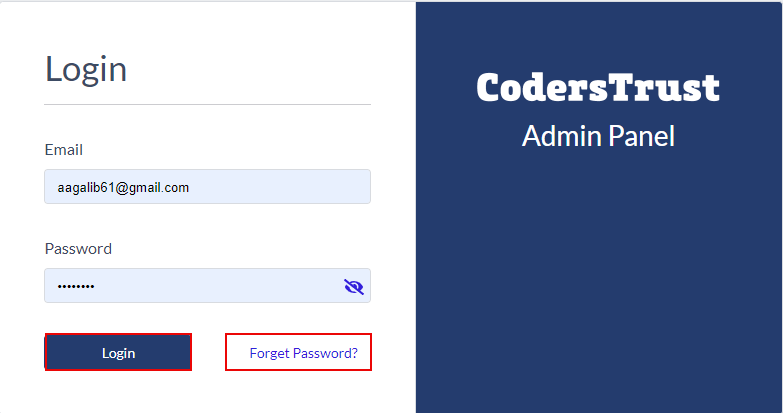 Login
CodersTrust
Admin Panel
Email
aagalib61@gmail.com
Password
••••••••
Login
Forget Password?